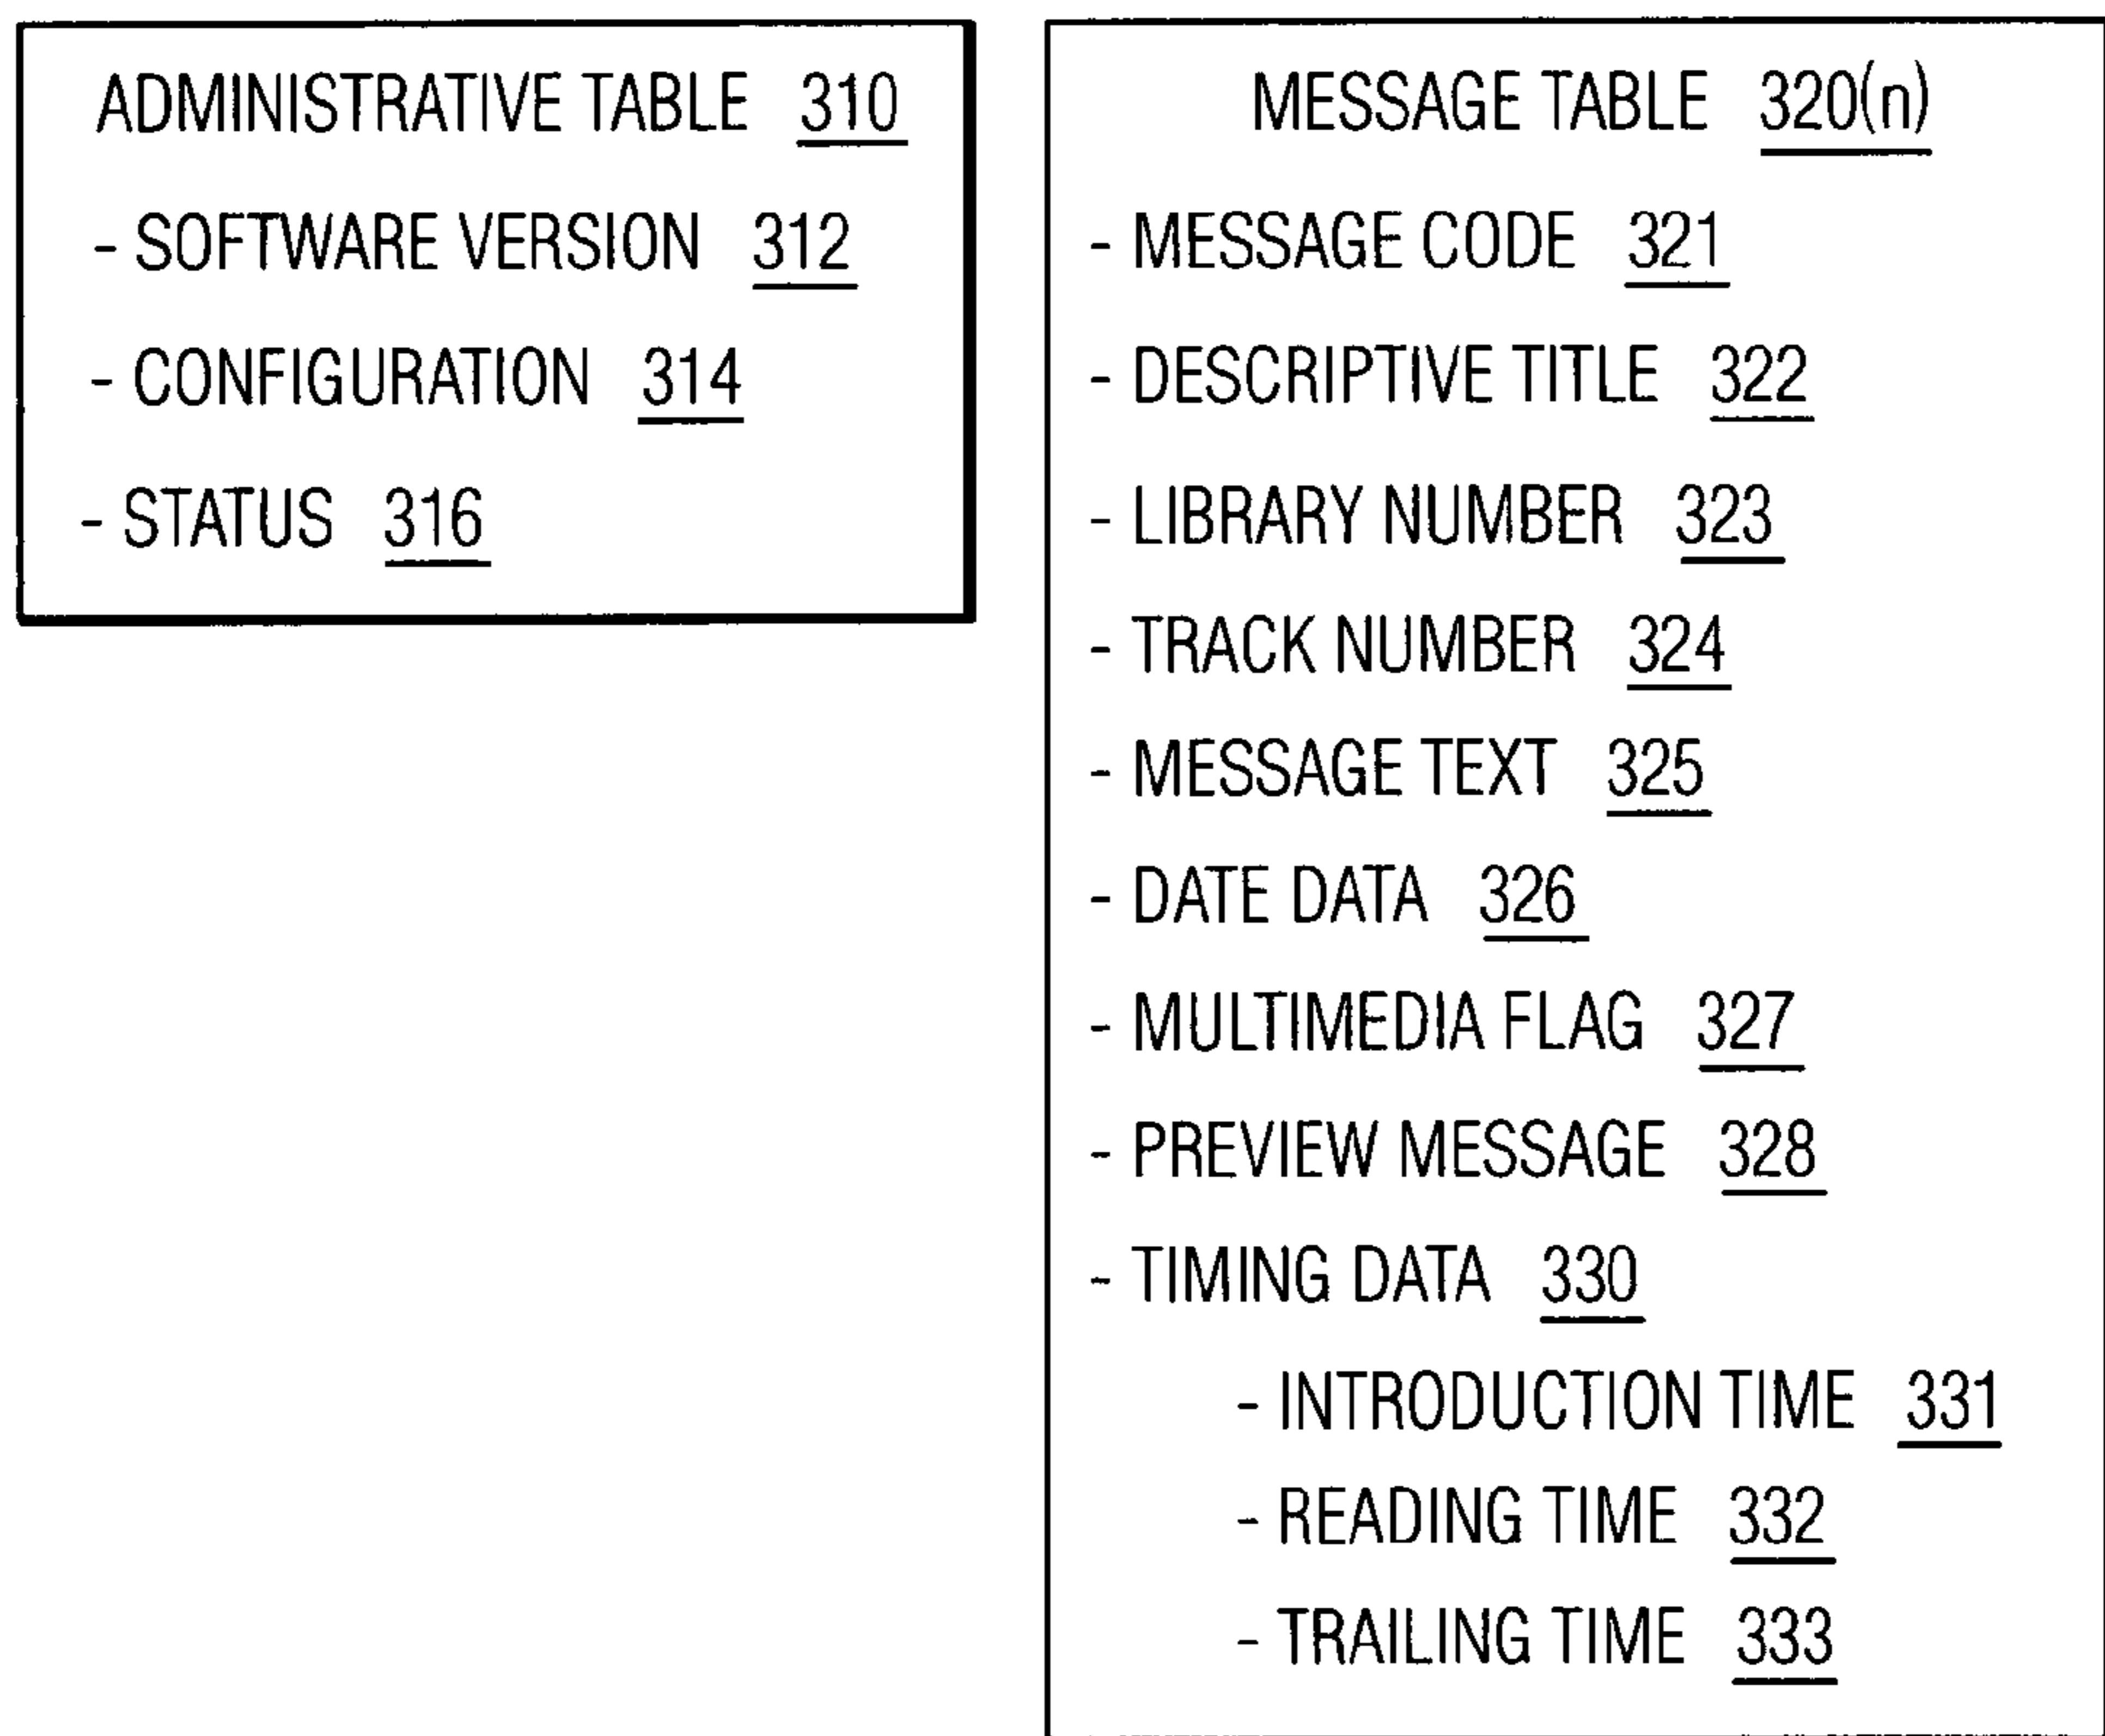 ADMINISTRATIVE TABLE 310
- SOFTWARE VERSION 312
- CONFIGURATION 314
- STATUS 316
MESSAGE TABLE 320(n)
- MESSAGE CODE 321
- DESCRIPTIVE TITLE 322
- LIBRARY NUMBER 323
- TRACK NUMBER 324
- MESSAGE TEXT 325
- DATE DATA 326
- MULTIMEDIA FLAG 327
- PREVIEW MESSAGE 328
- TIMING DATA 330
- INTRODUCTION TIME 331
- READING TIME 332
- TRAILING TIME 333